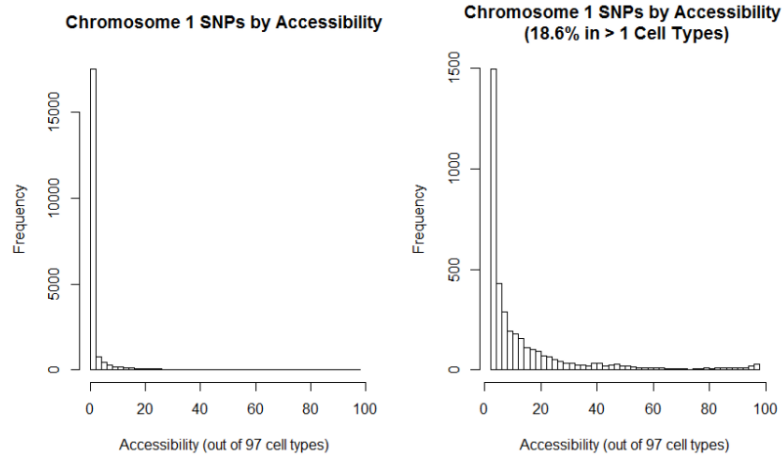 Chromosome 1 SNPs by Accessibility
15000
10000
5000
0
Frequency
0 20 40 60 80 100
Accessibility (out of 97 cell types)
Chromosome 1 SNPs by Accessibility
(18.6% in > 1 Cell Types)
1500
1000
500
0
Frequency
0 20 40 60 80 100
Accessibility (out of 97 cell types)